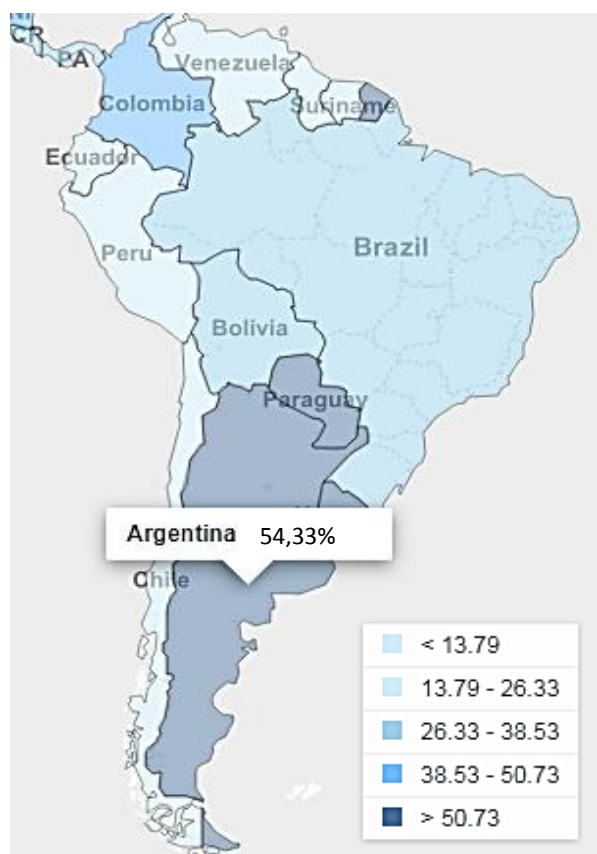 NI
CR
PA
Venezuela
Colombia
Suriname
Ecuador
Peru
Brazil
Bolivia
Paraguay
Argentina 54,33%
Chile
< 13.79
13.79 - 26.33
26.33 - 38.53
38.53 - 50.73
> 50.73